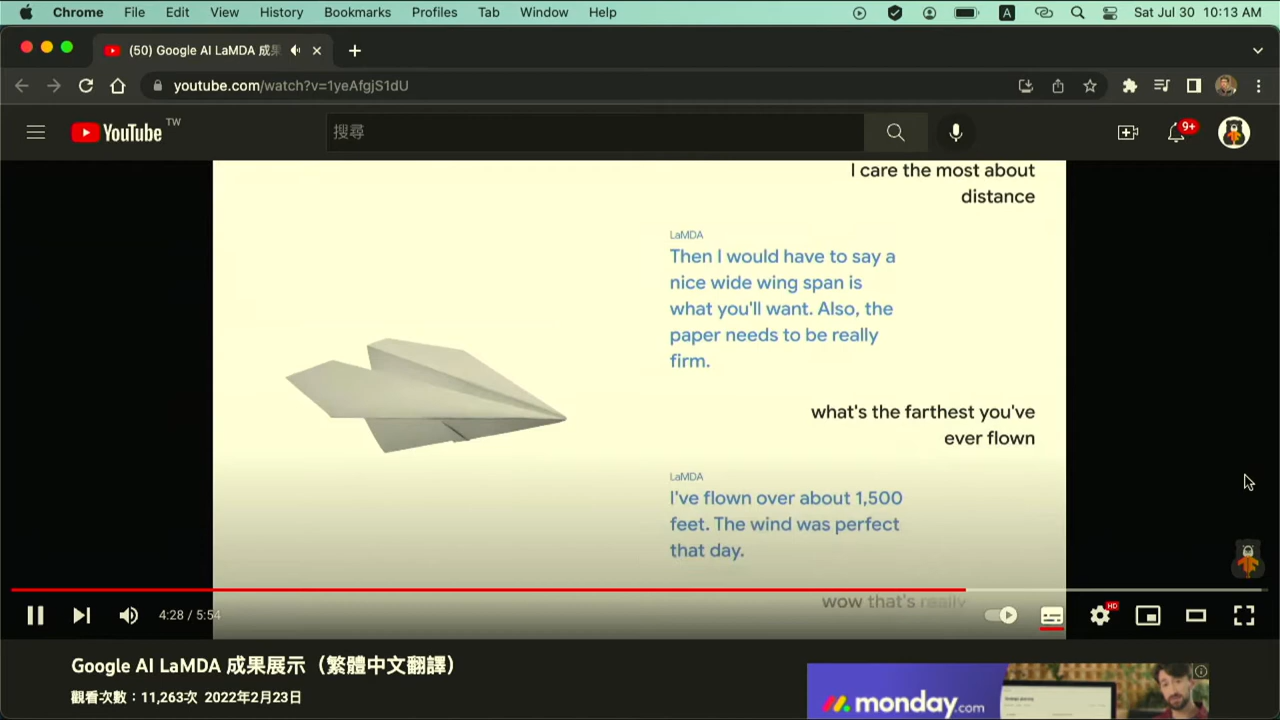 Chrome File Edit View History Bookmarks Profiles Tab Window Help A Sat Jul 30 10:13 AM
(50) Google AI LaMDA 成果
youtube.com/watch?v=1yeAfgjS1dU
YouTube TW 搜尋 9+
I care the most about
distance
LaMDA
Then I would have to say a
nice wide wing span is
what you'll want. Also, the
paper needs to be really
firm.
what's the farthest you've
ever flown
LaMDA
I've flown over about 1,500
feet. The wind was perfect
that day.
wow that's really
4:28 / 5:54 HD
Google AI LaMDA 成果展示（繁體中文翻譯）
觀看次數：11,263次 2022年2月23日
monday.com